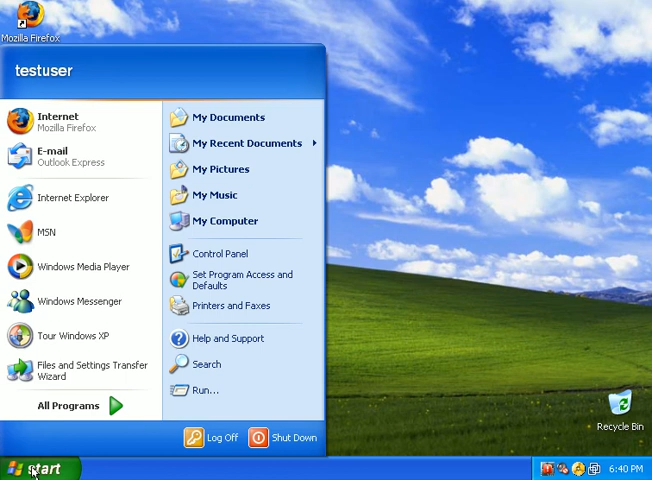 Mozilla Firefox
testuser
Internet
Mozilla Firefox
E-mail
Outlook Express
Internet Explorer
MSN
Windows Media Player
Windows Messenger
Tour Windows XP
Files and Settings Transfer
Wizard
All Programs
My Documents
My Recent Documents
My Pictures
My Music
My Computer
Control Panel
Set Program Access and
Defaults
Printers and Faxes
Help and Support
Search
Run...
Log Off
Shut Down
Recycle Bin
start
6:40 PM